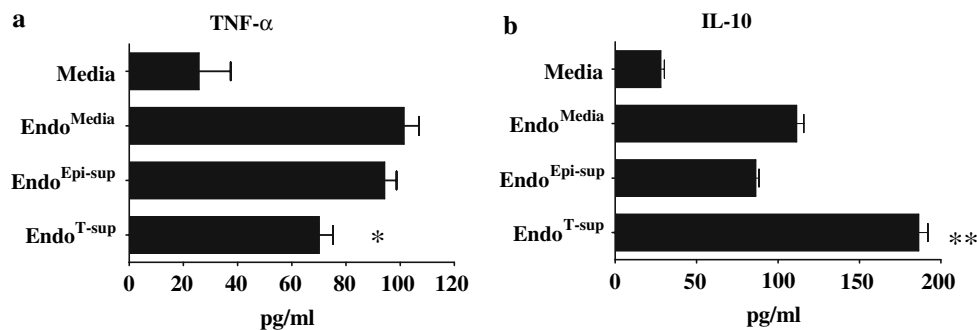 a
TNF-α
Media
Endo^Media
Endo^Epi-sup
Endo^T-sup
*
0 20 40 60 80 100 120
pg/ml
b
IL-10
Media
Endo^Media
Endo^Epi-sup
Endo^T-sup
**
0 50 100 150 200
pg/ml